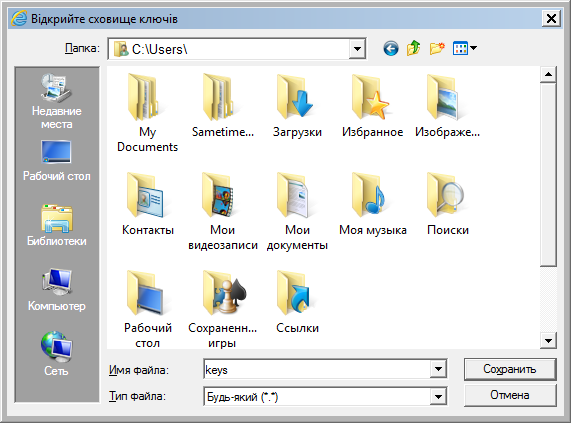 Відкрийте сховище ключів
Папка:
C:\Users\
Недавние
места
Рабочий стол
Библиотеки
Компьютер
Сеть
My
Documents
Sametime...
Загрузки
Избранное
Изображе...
Контакты
Мои
видеозаписи
Мои
документы
Моя музыка
Поиски
Рабочий
стол
Сохраненн...
игры
Ссылки
Имя файла:
keys
Сохранить
Тип файла:
Будь-який (*.*)
Отмена